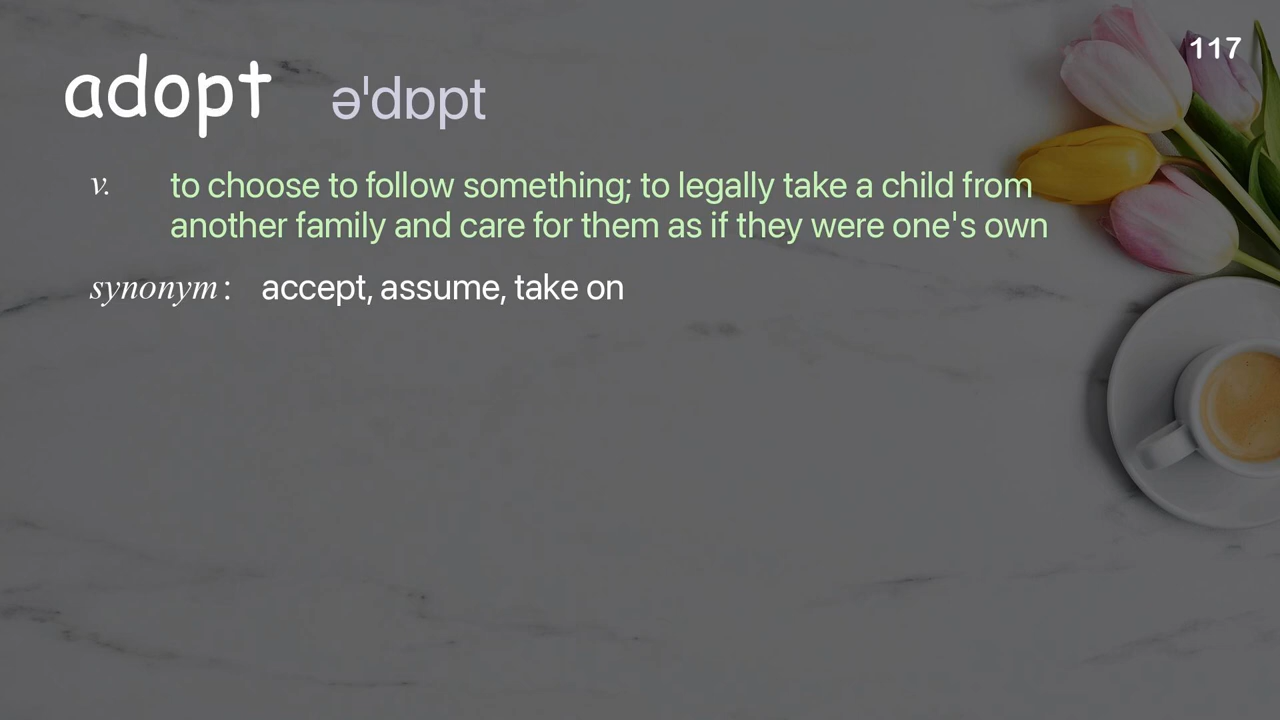 117
adopt ə'dɒpt
v. to choose to follow something; to legally take a child from
another family and care for them as if they were one's own
synonym : accept, assume, take on